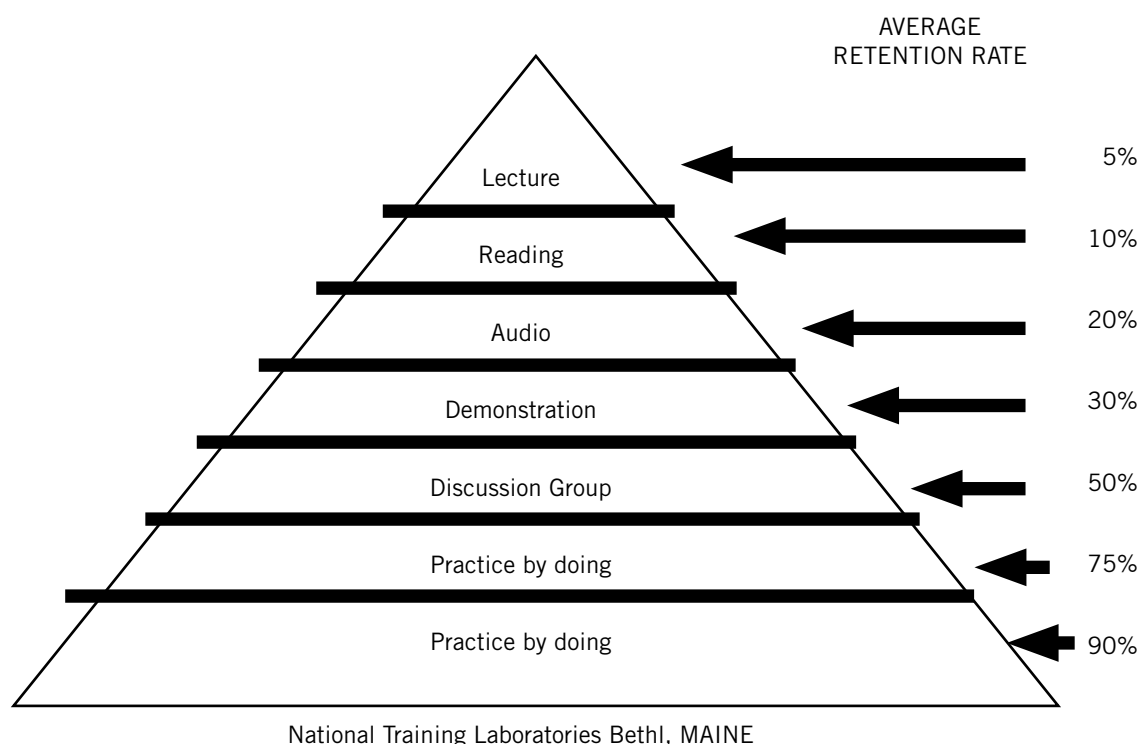 AVERAGE
RETENTION RATE
Lecture
5%
Reading
10%
Audio
20%
Demonstration
30%
Discussion Group
50%
Practice by doing
75%
Practice by doing
90%
National Training Laboratories Bethl, MAINE